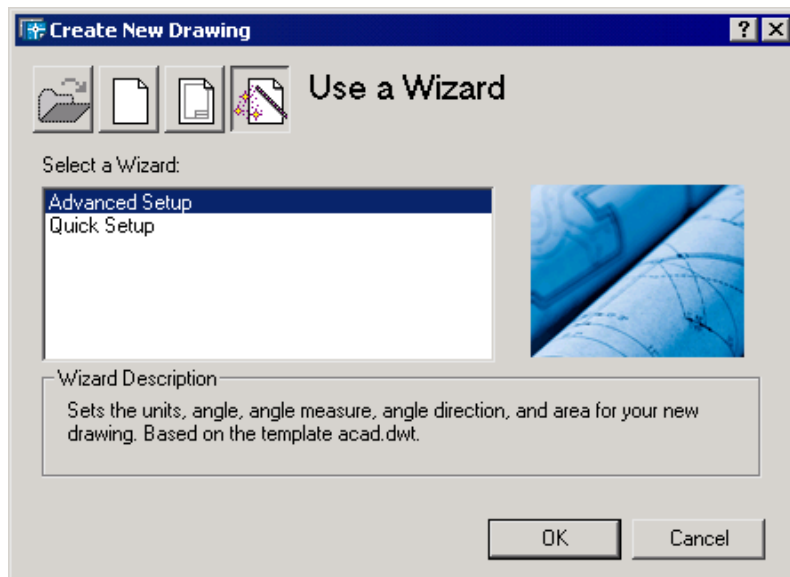 Create New Drawing
Use a Wizard
Select a Wizard:
Advanced Setup
Quick Setup
Wizard Description
Sets the units, angle, angle measure, angle direction, and area for your new
drawing. Based on the template acad.dwt.
OK
Cancel